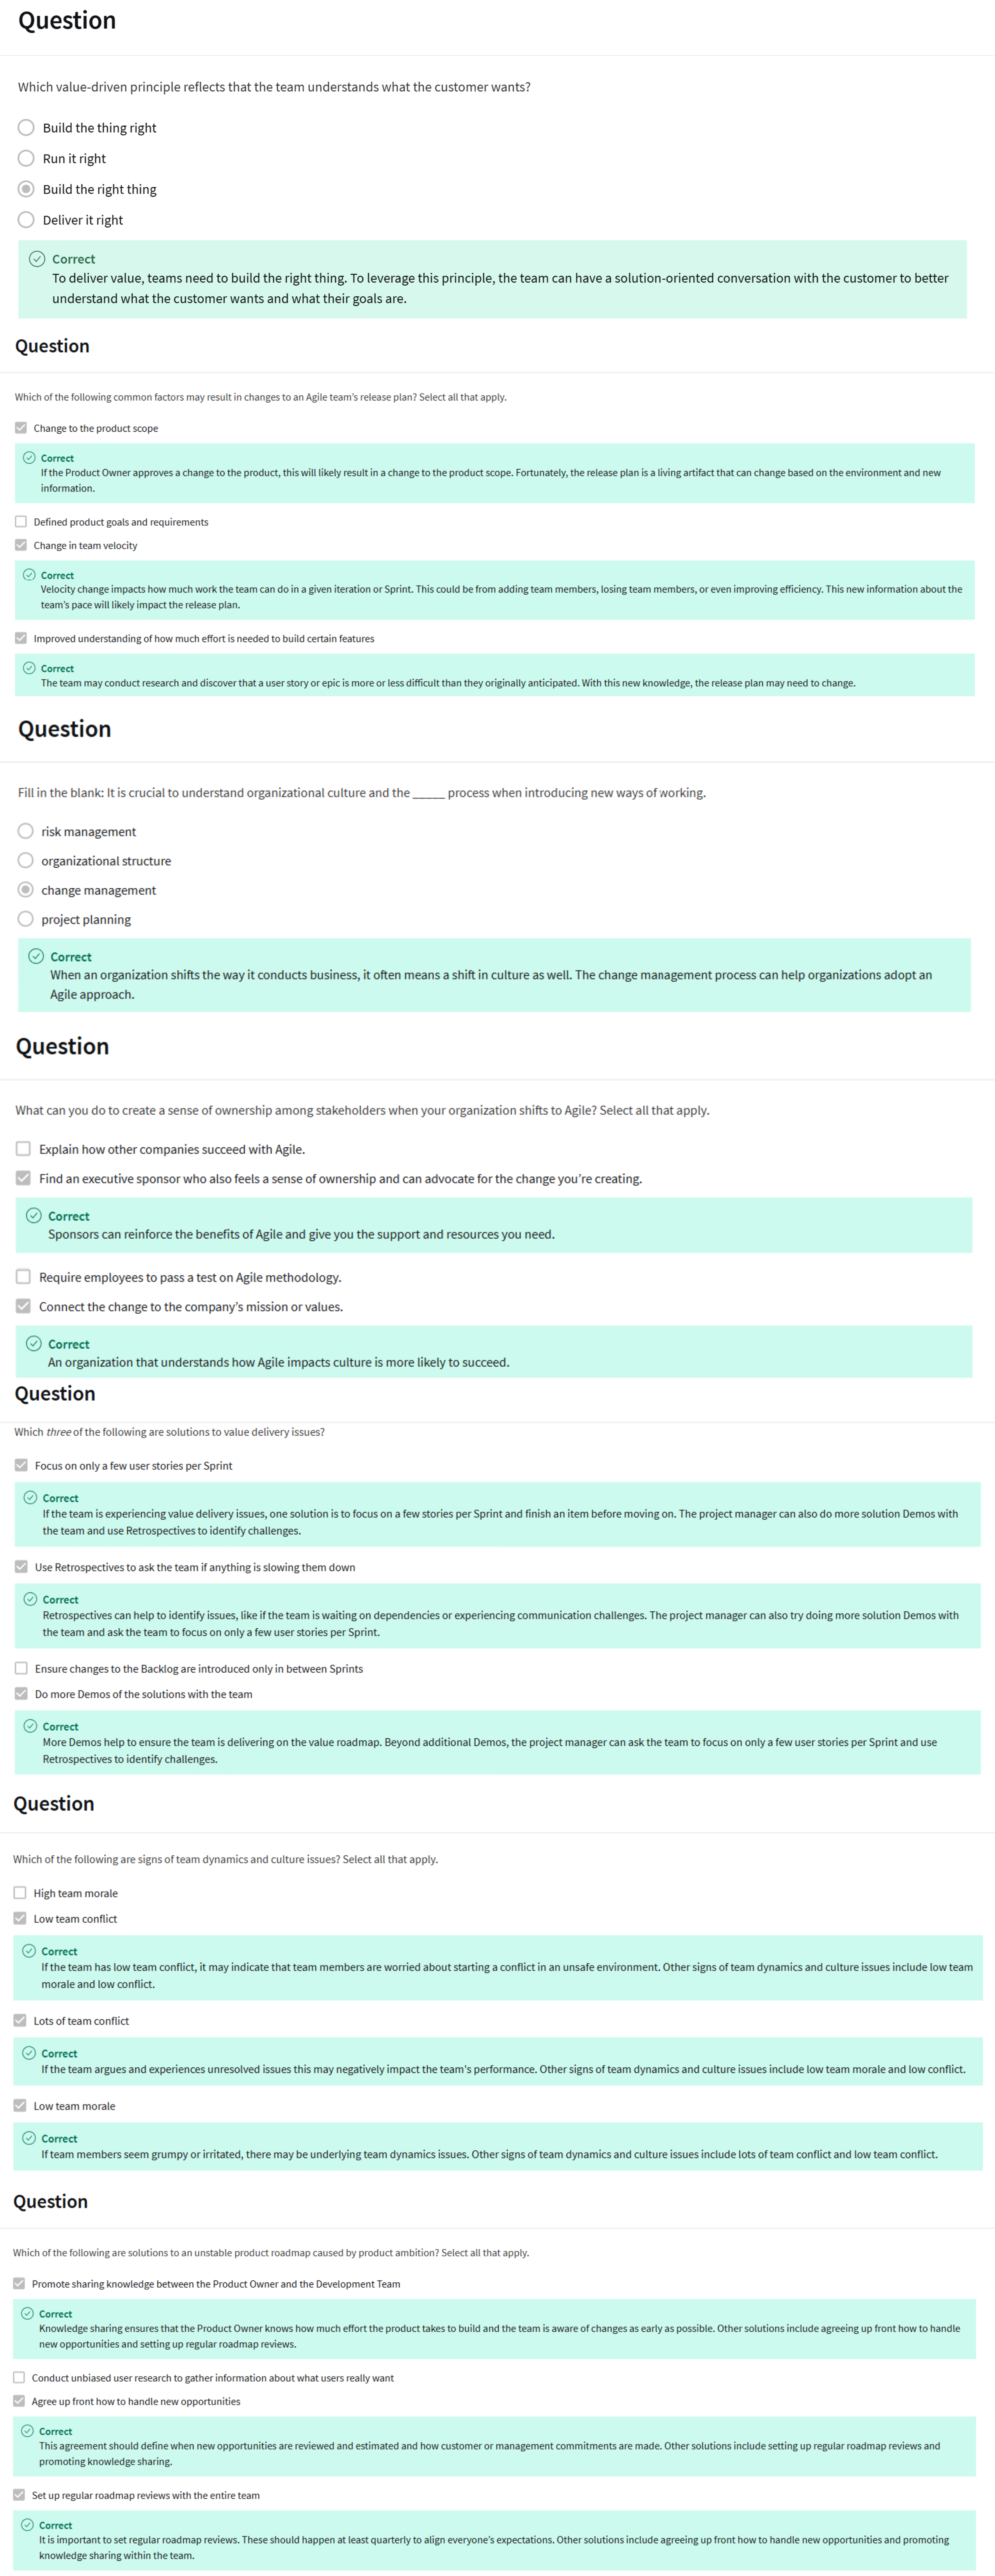 Question
Which value-driven principle reflects that the team understands what the customer wants?
Build the thing right
Run it right
Build the right thing
Deliver it right
Correct
To deliver value, teams need to build the right thing. To leverage this principle, the team can have a solution-oriented conversation with the customer to better
understand what the customer wants and what their goals are.
Question
Which of the following common factors may result in changes to an Agile team's release plan? Select all that apply.
Change to the product scope
Correct
If the Product Owner approves a change to the product, this will likely result in a change to the product scope. Fortunately, the release plan is a living artifact that can change based on the environment and new
information.
Defined product goals and requirements
Change in team velocity
Correct
Velocity change impacts how much work the team can do in a given iteration or Sprint. This could be from adding team members, losing team members, or even improving efficiency. This new information about the
team's pace will likely impact the release plan.
Improved understanding of how much effort is needed to build certain features
Correct
The team may conduct research and discover that a user story or epic is more or less difficult than they originally anticipated. With this new knowledge, the release plan may need to change.
Question
Fill in the blank: It is crucial to understand organizational culture and the _____ process when introducing new ways of working.
risk management
organizational structure
change management
project planning
Correct
When an organization shifts the way it conducts business, it often means a shift in culture as well. The change management process can help organizations adopt an
Agile approach.
Question
What can you do to create a sense of ownership among stakeholders when your organization shifts to Agile? Select all that apply.
Explain how other companies succeed with Agile.
Find an executive sponsor who also feels a sense of ownership and can advocate for the change you're creating.
Correct
Sponsors can reinforce the benefits of Agile and give you the support and resources you need.
Require employees to pass a test on Agile methodology.
Connect the change to the company's mission or values.
Correct
An organization that understands how Agile impacts culture is more likely to succeed.
Question
Which three of the following are solutions to value delivery issues?
Focus on only a few user stories per Sprint
Correct
If the team is experiencing value delivery issues, one solution is to focus on a few stories per Sprint and finish an item before moving on. The project manager can also do more solution Demos with
the team and use Retrospectives to identify challenges.
Use Retrospectives to ask the team if anything is slowing them down
Correct
Retrospectives can help to identify issues, like if the team is waiting on dependencies or experiencing communication challenges. The project manager can also try doing more solution Demos with
the team and ask the team to focus on only a few user stories per Sprint.
Ensure changes to the Backlog are introduced only in between Sprints
Do more Demos of the solutions with the team
Correct
More Demos help to ensure the team is delivering on the value roadmap. Beyond additional Demos, the project manager can ask the team to focus on only a few user stories per Sprint and use
Retrospectives to identify challenges.
Question
Which of the following are signs of team dynamics and culture issues? Select all that apply.
High team morale
Low team conflict
Correct
If the team has low team conflict, it may indicate that team members are worried about starting a conflict in an unsafe environment. Other signs of team dynamics and culture issues include low team
morale and low conflict.
Lots of team conflict
Correct
If the team argues and experiences unresolved issues this may negatively impact the team's performance. Other signs of team dynamics and culture issues include low team morale and low conflict.
Low team morale
Correct
If team members seem grumpy or irritated, there may be underlying team dynamics issues. Other signs of team dynamics and culture issues include lots of team conflict and low team conflict.
Question
Which of the following are solutions to an unstable product roadmap caused by product ambition? Select all that apply.
Promote sharing knowledge between the Product Owner and the Development Team
Correct
Knowledge sharing ensures that the Product Owner knows how much effort the product takes to build and the team is aware of changes as early as possible. Other solutions include agreeing up front how to handle
new opportunities and setting up regular roadmap reviews.
Conduct unbiased user research to gather information about what users really want
Agree up front how to handle new opportunities
Correct
This agreement should define when new opportunities are reviewed and estimated and how customer or management commitments are made. Other solutions include setting up regular roadmap reviews and
promoting knowledge sharing.
Set up regular roadmap reviews with the entire team
Correct
It is important to set regular roadmap reviews. These should happen at least quarterly to align everyone's expectations. Other solutions include agreeing up front how to handle new opportunities and promoting
knowledge sharing within the team.